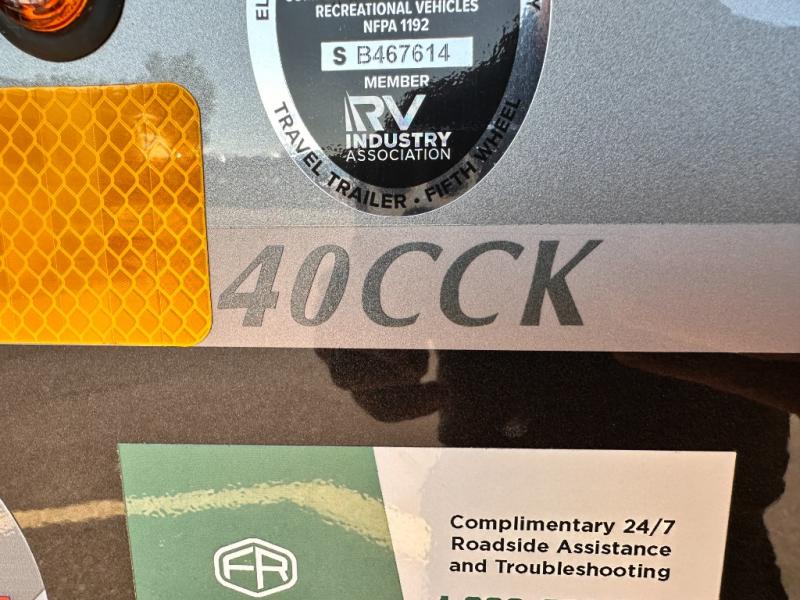 RECREATIONAL VEHICLES
NFPA 1192
S B467614
MEMBER
RV
INDUSTRY
ASSOCIATION
TRAVEL TRAILER • FIFTH WHEEL
40CCK
FR
Complimentary 24/7
Roadside Assistance
and Troubleshooting